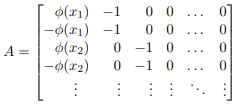 A = [ ϕ(x₁) −1 0 0 … 0
−ϕ(x₁) −1 0 0 … 0
ϕ(x₂) 0 −1 0 … 0
−ϕ(x₂) 0 −1 0 … 0
⋮ ⋮ ⋮ ⋮ ⋱ ⋮ ]